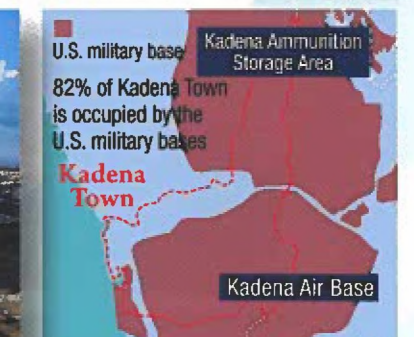 U.S. military base
Kadena Ammunition
Storage Area
82% of Kadena Town
is occupied by the
U.S. military bases
Kadena
Town
Kadena Air Base